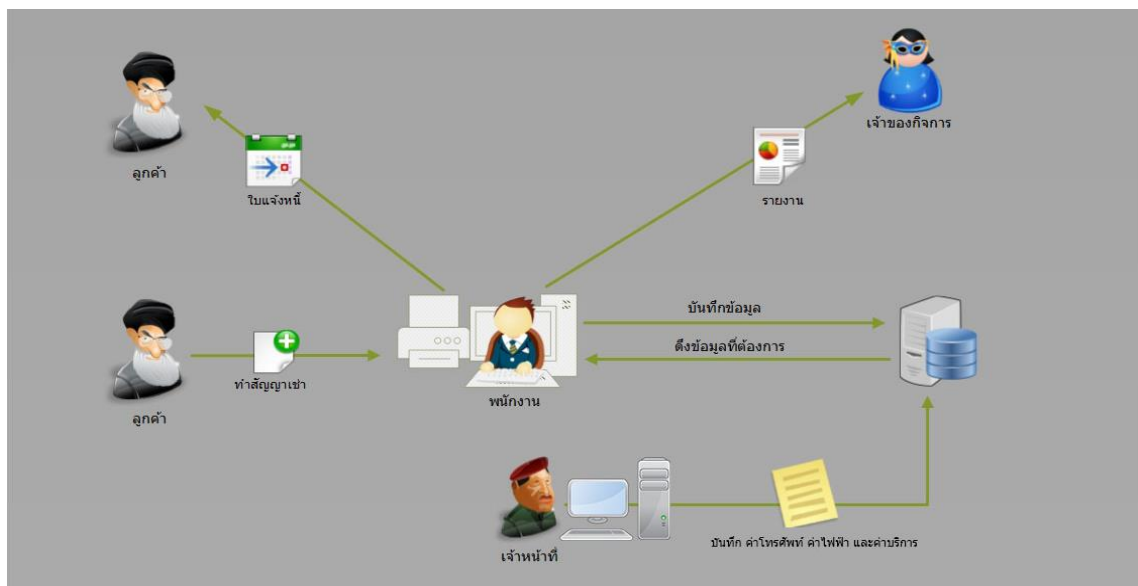 เจ้าของกิจการ
ลูกค้า
ใบแจ้งหนี้
รายงาน
บันทึกข้อมูล
ดึงข้อมูลที่ต้องการ
ทำสัญญาเช่า
พนักงาน
ลูกค้า
บันทึก ค่าโทรศัพท์ ค่าไฟฟ้า และค่าบริการ
เจ้าหน้าที่